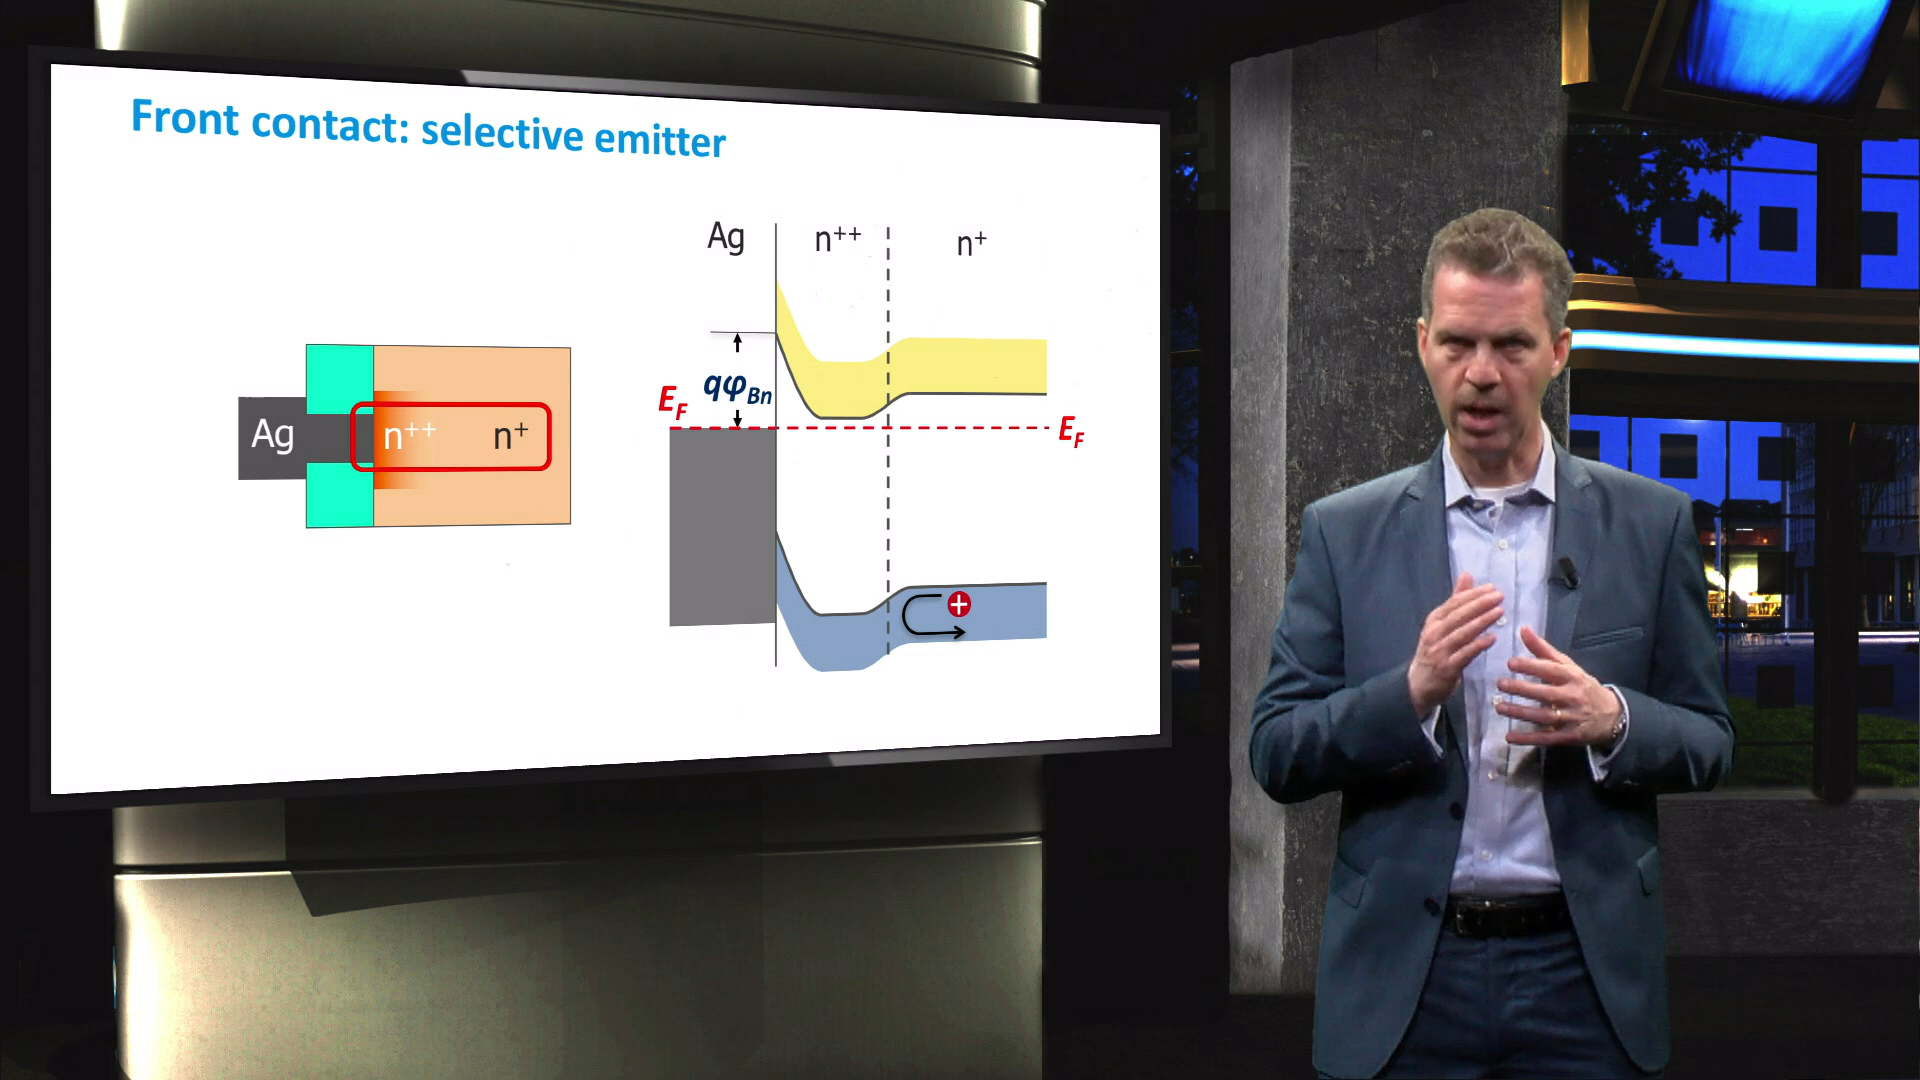 Front contact: selective emitter
Ag n⁺⁺ n⁺
qφBn
EF
EF
Ag n⁺⁺ n⁺
+